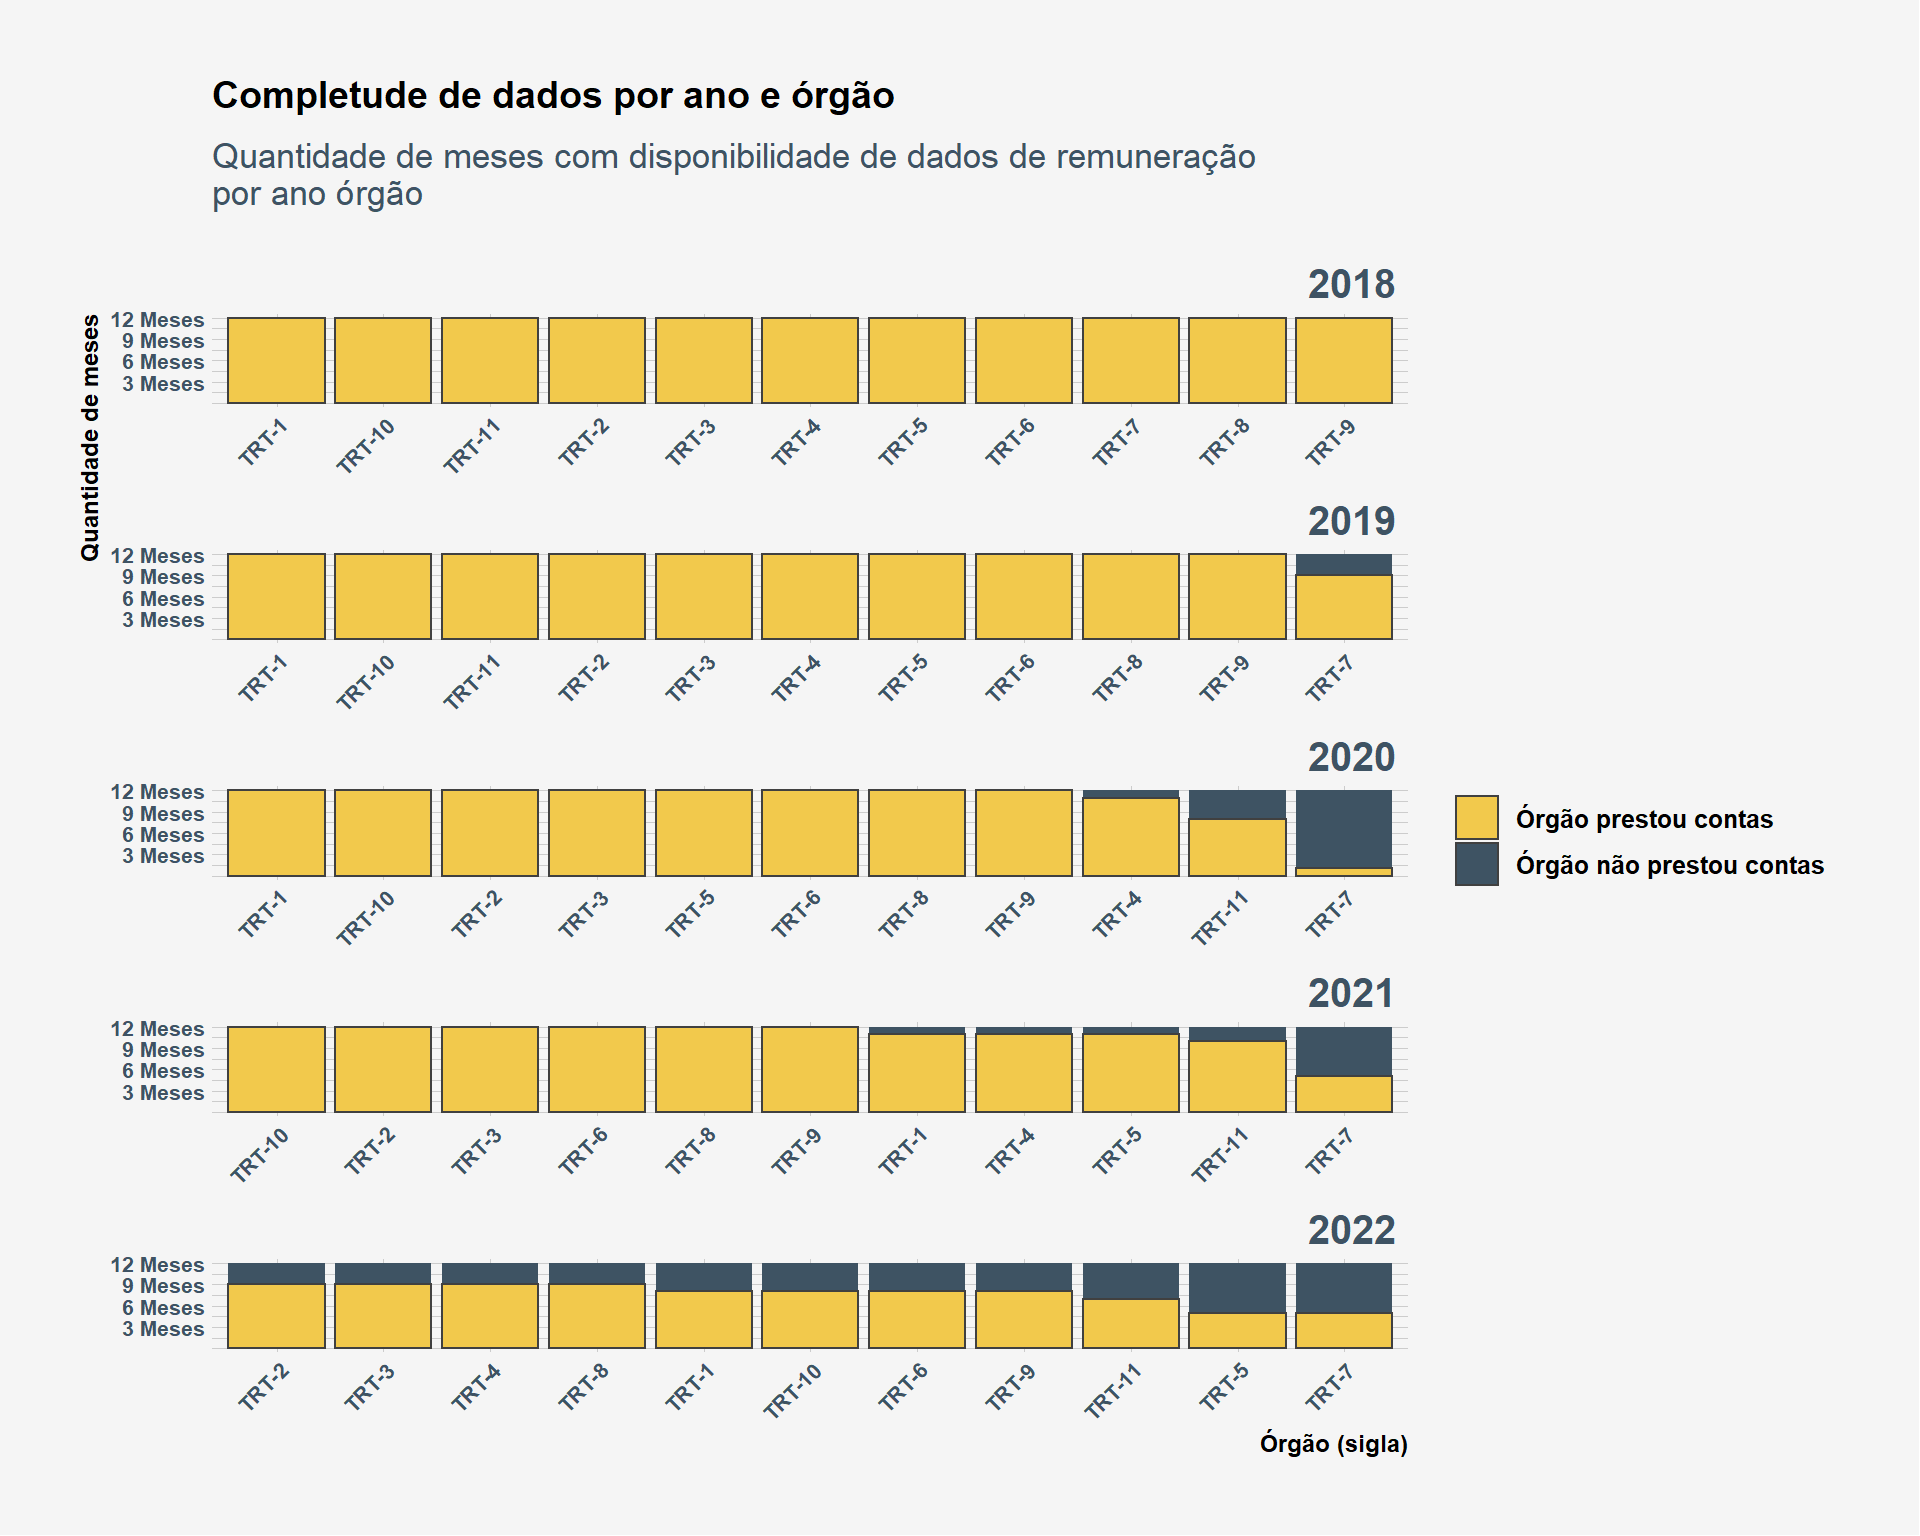 Completude de dados por ano e órgão
Quantidade de meses com disponibilidade de dados de remuneração
por ano órgão
Quantidade de meses
2018
12 Meses
9 Meses
6 Meses
3 Meses
TRT-1 TRT-10 TRT-11 TRT-2 TRT-3 TRT-4 TRT-5 TRT-6 TRT-7 TRT-8 TRT-9
2019
12 Meses
9 Meses
6 Meses
3 Meses
TRT-1 TRT-10 TRT-11 TRT-2 TRT-3 TRT-4 TRT-5 TRT-6 TRT-8 TRT-9 TRT-7
2020
12 Meses
9 Meses
6 Meses
3 Meses
TRT-1 TRT-10 TRT-2 TRT-3 TRT-5 TRT-6 TRT-8 TRT-9 TRT-4 TRT-11 TRT-7
Órgão prestou contas
Órgão não prestou contas
2021
12 Meses
9 Meses
6 Meses
3 Meses
TRT-10 TRT-2 TRT-3 TRT-6 TRT-8 TRT-9 TRT-1 TRT-4 TRT-5 TRT-11 TRT-7
2022
12 Meses
9 Meses
6 Meses
3 Meses
TRT-2 TRT-3 TRT-4 TRT-8 TRT-1 TRT-10 TRT-6 TRT-9 TRT-11 TRT-5 TRT-7
Órgão (sigla)